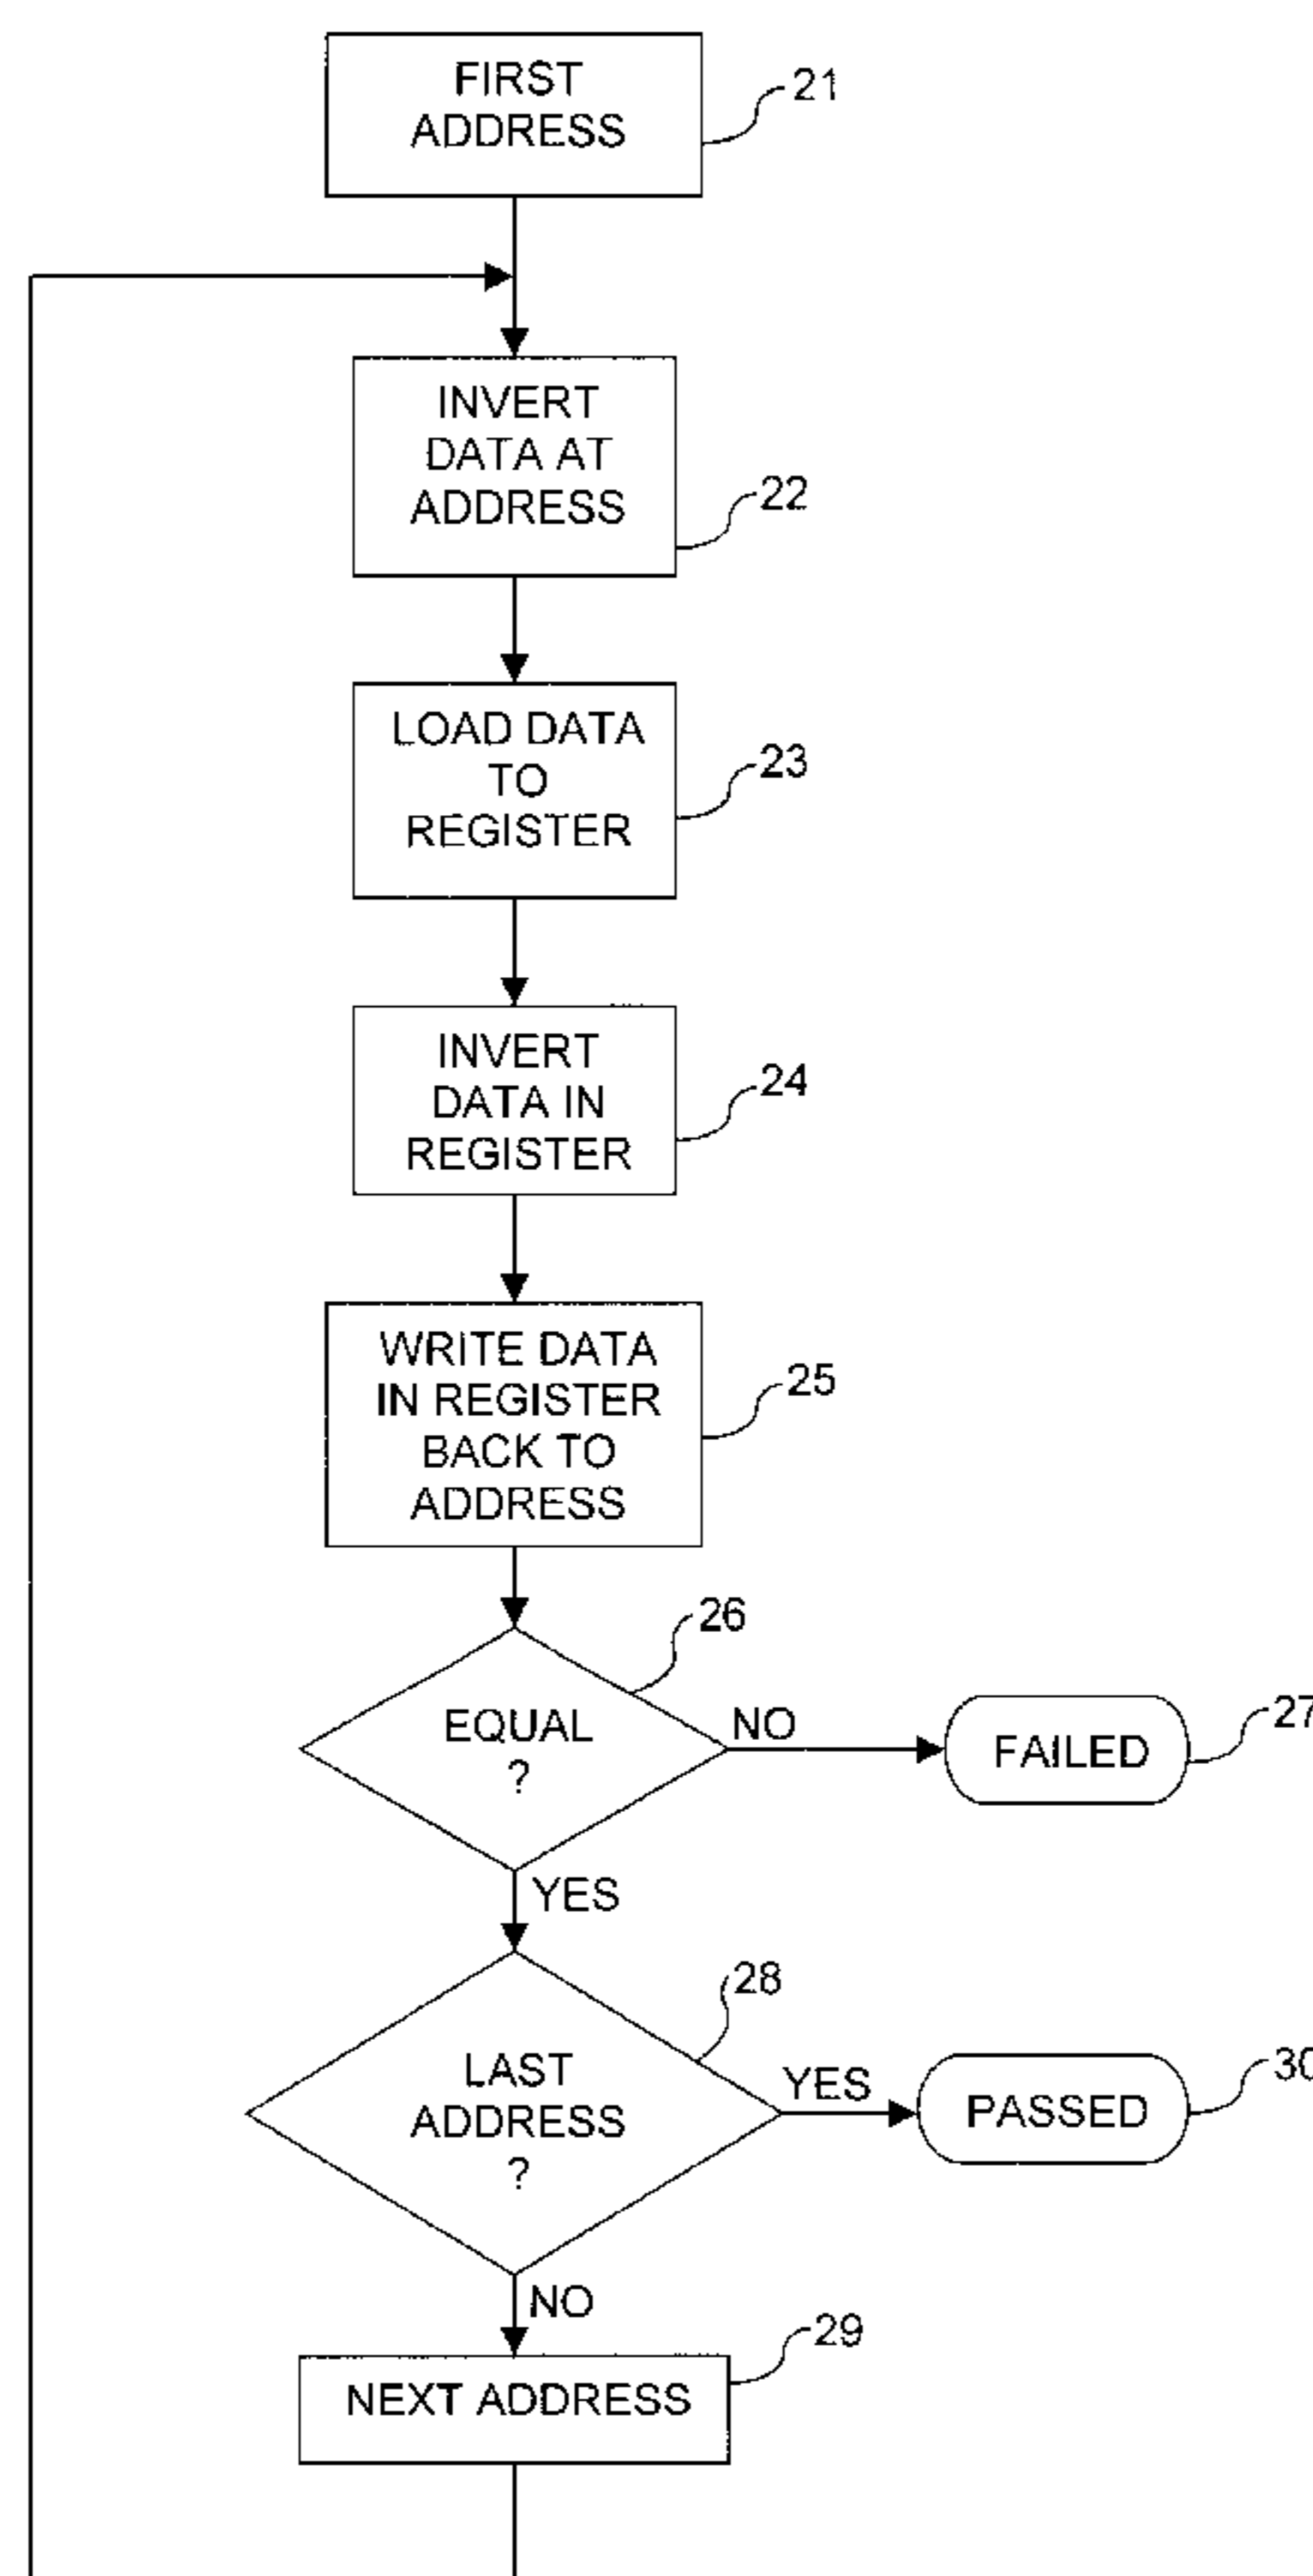 FIRST
ADDRESS
21
INVERT
DATA AT
ADDRESS
22
LOAD DATA
TO
REGISTER
23
INVERT
DATA IN
REGISTER
24
WRITE DATA
IN REGISTER
BACK TO
ADDRESS
25
26
EQUAL
?
NO
FAILED
27
YES
28
LAST
ADDRESS
?
YES
PASSED
30
NO
29
NEXT ADDRESS